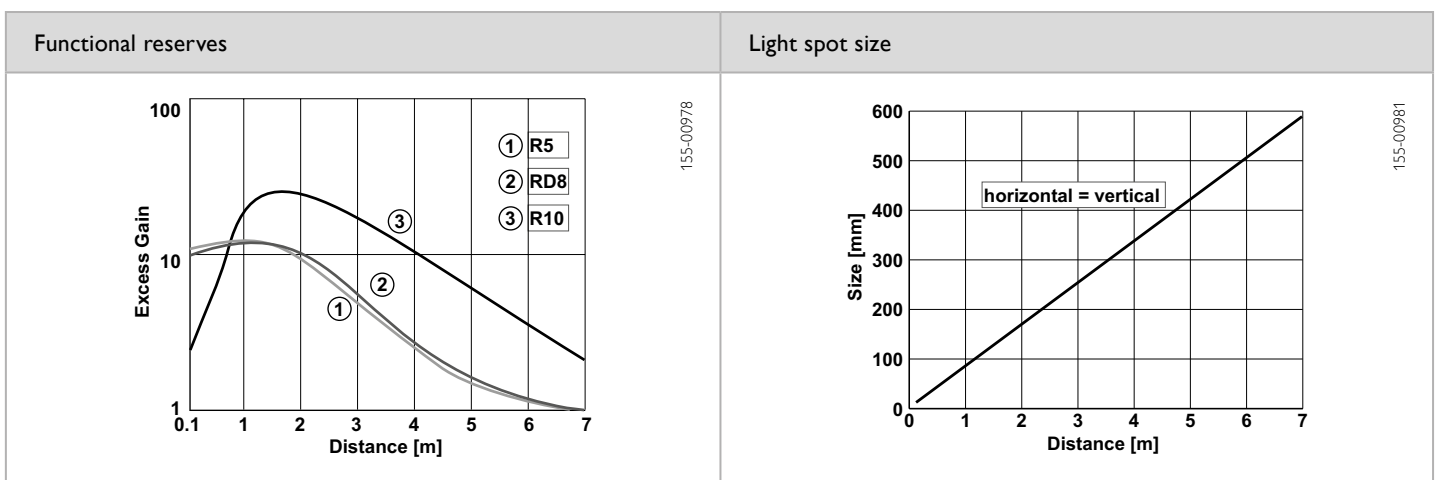 Functional reserves
Light spot size
100
10
1
0.1 1 2 3 4 5 6 7
Excess Gain
Distance [m]
1 R5
2 RD8
3 R10
3
2
1
155-00978
600
500
400
300
200
100
0
0 1 2 3 4 5 6 7
Size [mm]
Distance [m]
horizontal = vertical
155-00981